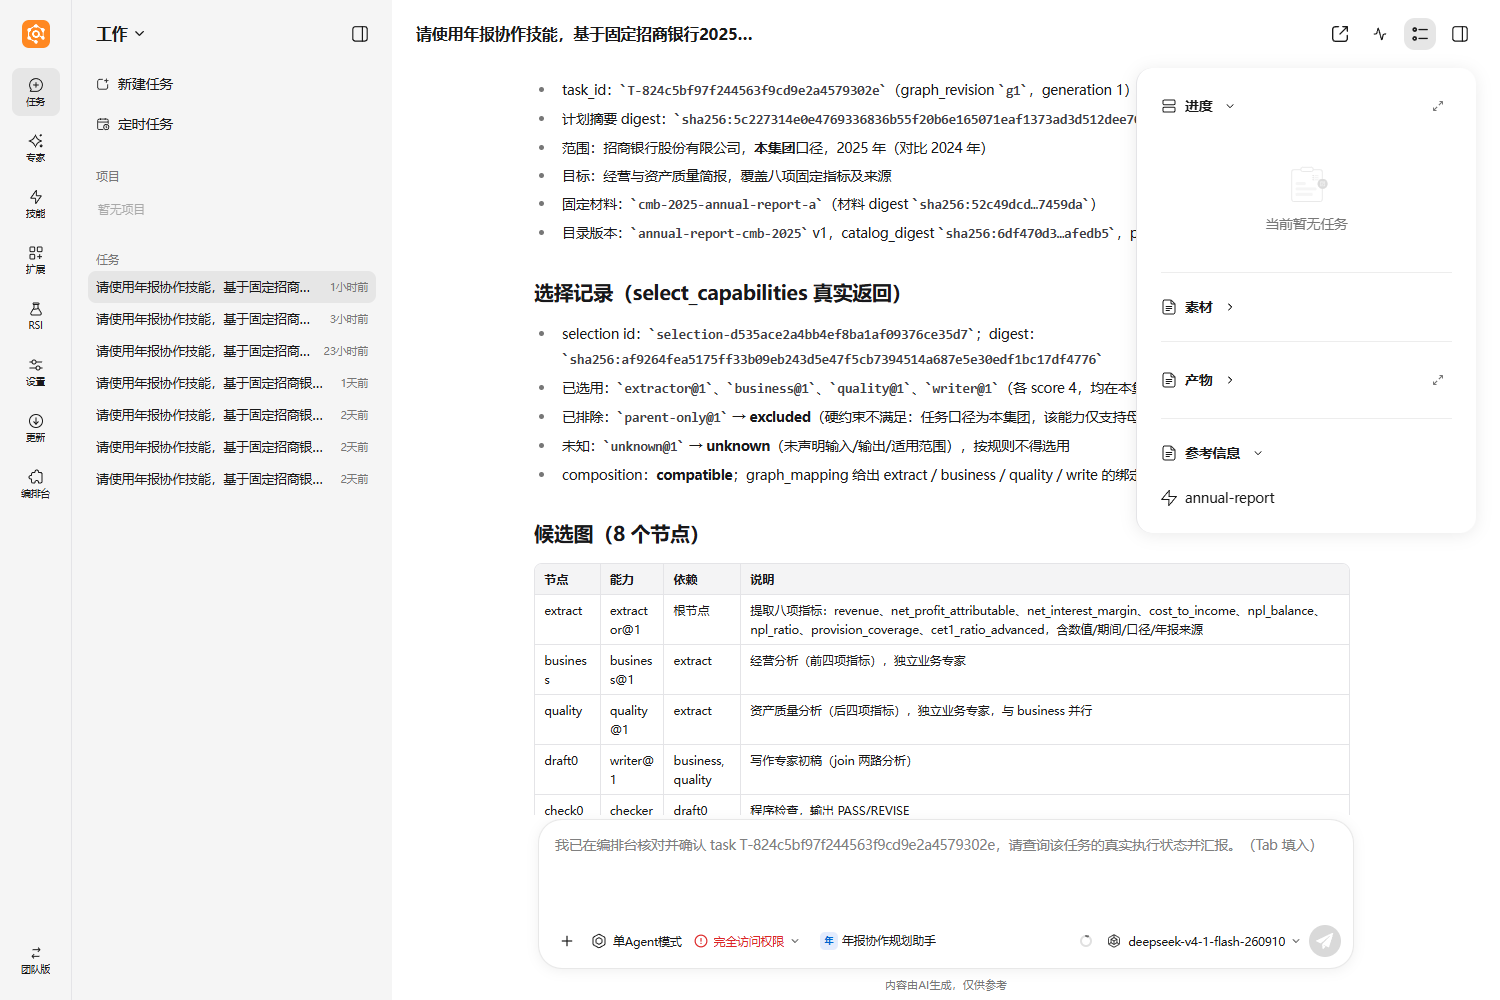 任务
专家
技能
扩展
RSI
设置
更新
编排台
团队版
工作
新建任务
定时任务
项目
暂无项目
任务
请使用年报协作技能，基于固定招商... 1小时前
请使用年报协作技能，基于固定招商... 3小时前
请使用年报协作技能，基于固定招商... 23小时前
请使用年报协作技能，基于固定招商银... 1天前
请使用年报协作技能，基于固定招商银... 2天前
请使用年报协作技能，基于固定招商银... 2天前
请使用年报协作技能，基于固定招商银... 2天前
请使用年报协作技能，基于固定招商银行2025...
task_id：`T-824c5bf97f244563f9cd9e2a4579302e`（graph_revision `g1`，generation 1）
计划摘要 digest：`sha256:5c227314e0e4769336836b55f20b6e165071eaf1373ad3d512dee7
范围：招商银行股份有限公司，本集团口径，2025 年（对比 2024 年）
目标：经营与资产质量简报，覆盖八项固定指标及来源
固定材料：`cmb-2025-annual-report-a`（材料 digest `sha256:52c49dcd…7459da`）
目录版本：`annual-report-cmb-2025` v1，catalog_digest `sha256:6df470d3…afedb5`，p
选择记录（select_capabilities 真实返回）
selection id：`selection-d535ace2a4bb4ef8ba1af09376ce35d7`；digest：
`sha256:af9264fea5175ff33b09eb243d5e47f5cb7394514a687e5e30edf1bc17df4776`
已选用：`extractor@1`、`business@1`、`quality@1`、`writer@1`（各 score 4，均在本集
已排除：`parent-only@1` → excluded（硬约束不满足：任务口径为本集团，该能力仅支持母
未知：`unknown@1` → unknown（未声明输入/输出/适用范围），按规则不得选用
composition：compatible；graph_mapping 给出 extract / business / quality / write 的绑定
候选图（8 个节点）
节点 能力 依赖 说明
extract extract 根节点 提取八项指标：revenue、net_profit_attributable、net_interest_margin、cost_to_income、npl_balance、
or@1 npl_ratio、provision_coverage、cet1_ratio_advanced，含数值/期间/口径/年报来源
busines busines extract 经营分析（前四项指标），独立业务专家
s s@1
quality quality extract 资产质量分析（后四项指标），独立业务专家，与 business 并行
@1
draft0 writer@ business, 写作专家初稿（join 两路分析）
1 quality
check0 checker draft0 程序检查，输出 PASS/REVISE
进度
当前暂无任务
素材
产物
参考信息
annual-report
我已在编排台核对并确认 task T-824c5bf97f244563f9cd9e2a4579302e，请查询该任务的真实执行状态并汇报。（Tab 填入）
单Agent模式 完全访问权限 年 年报协作规划助手 deepseek-v4-1-flash-260910
内容由AI生成，仅供参考